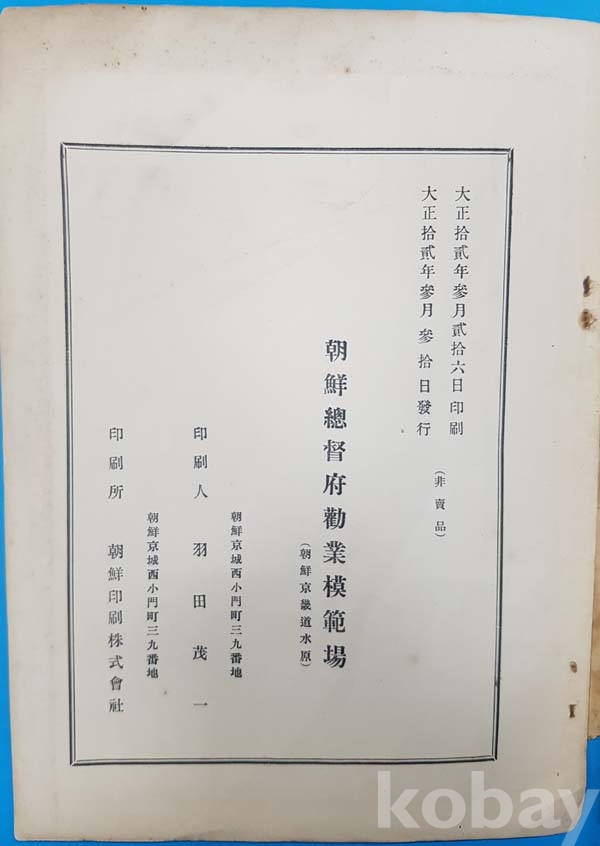 大正拾貳年參月貳拾六日印刷
大正拾貳年參月參拾日發行
(非賣品)
朝鮮總督府勸業模範場
(朝鮮京畿道水原)
朝鮮京城西小門町三九番地
印刷人 羽田茂一
朝鮮京城西小門町三九番地
印刷所 朝鮮印刷株式會社
kobay